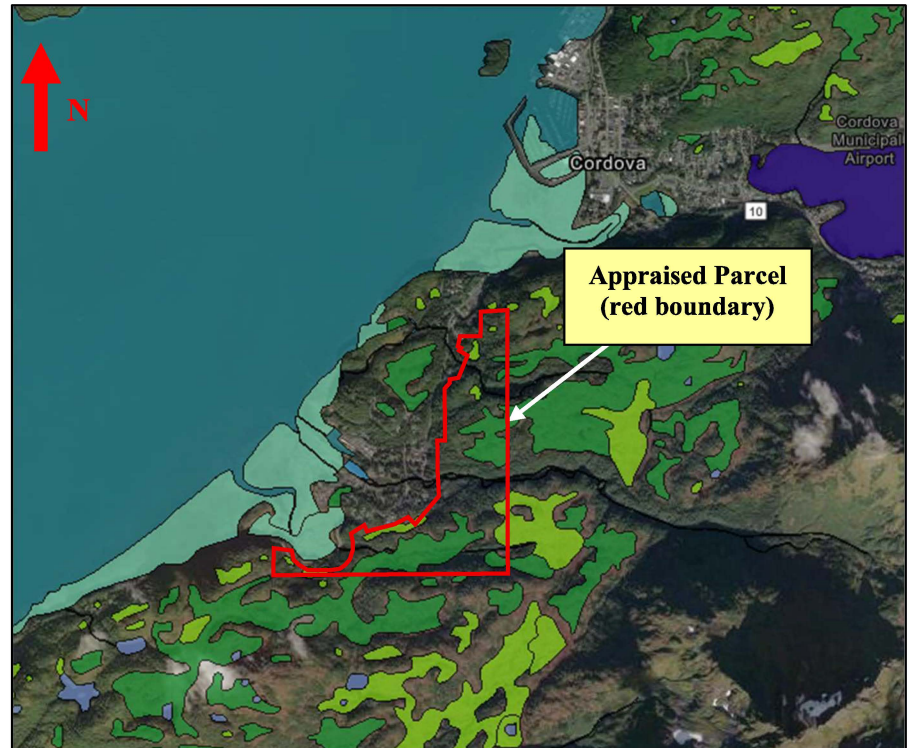 N
Cordova
Municipal
Airport
Cordova
10
Appraised Parcel
(red boundary)